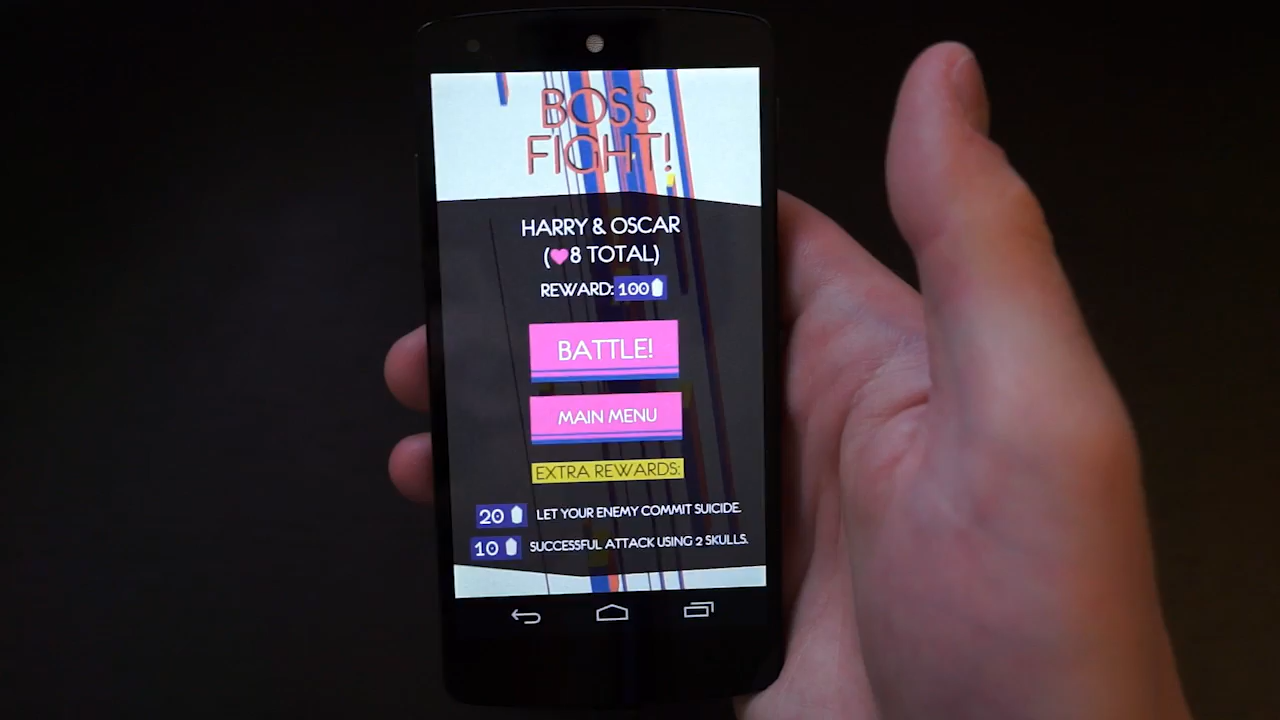 BOSS
FIGHT!
HARRY & OSCAR
(8 TOTAL)
REWARD: 100
BATTLE!
MAIN MENU
EXTRA REWARDS:
20 LET YOUR ENEMY COMMIT SUICIDE.
10 SUCCESSFUL ATTACK USING 2 SKULLS.